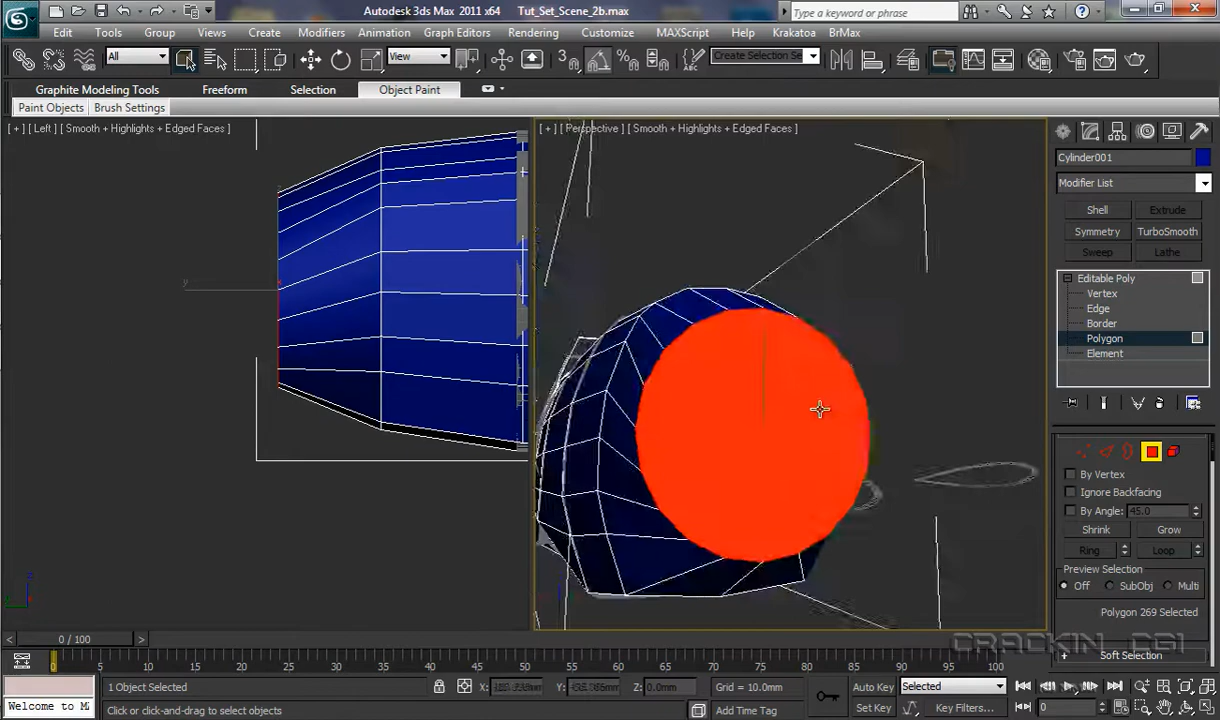 Autodesk 3ds Max 2011 x64 Tut_Set_Scene_2b.max Type a keyword or phrase
Edit Tools Group Views Create Modifiers Animation Graph Editors Rendering Customize MAXScript Help Krakatoa BrMax
All View Create Selection Se
Graphite Modeling Tools Freeform Selection Object Paint
Paint Objects Brush Settings
[ + ] [ Left ] [ Smooth + Highlights + Edged Faces ] [ + ] [ Perspective ] [ Smooth + Highlights + Edged Faces ]
Cylinder001
Modifier List
Shell Extrude
Symmetry TurboSmooth
Sweep Lathe
Editable Poly
Vertex
Edge
Border
Polygon
Element
By Vertex
Ignore Backfacing
By Angle: 45.0
Shrink Grow
Ring Loop
Preview Selection
Off SubObj Multi
Polygon 269 Selected
CRACKIN CGI
Soft Selection
y
0 / 100
0 5 10 15 20 25 30 35 40 45 50 55 60 65 70 75 80 85 90 95 100
1 Object Selected X: Y: Z: 0.0mm Grid = 10.0mm Auto Key Selected
Welcome to M Click or click-and-drag to select objects Add Time Tag Set Key Key Filters... 0